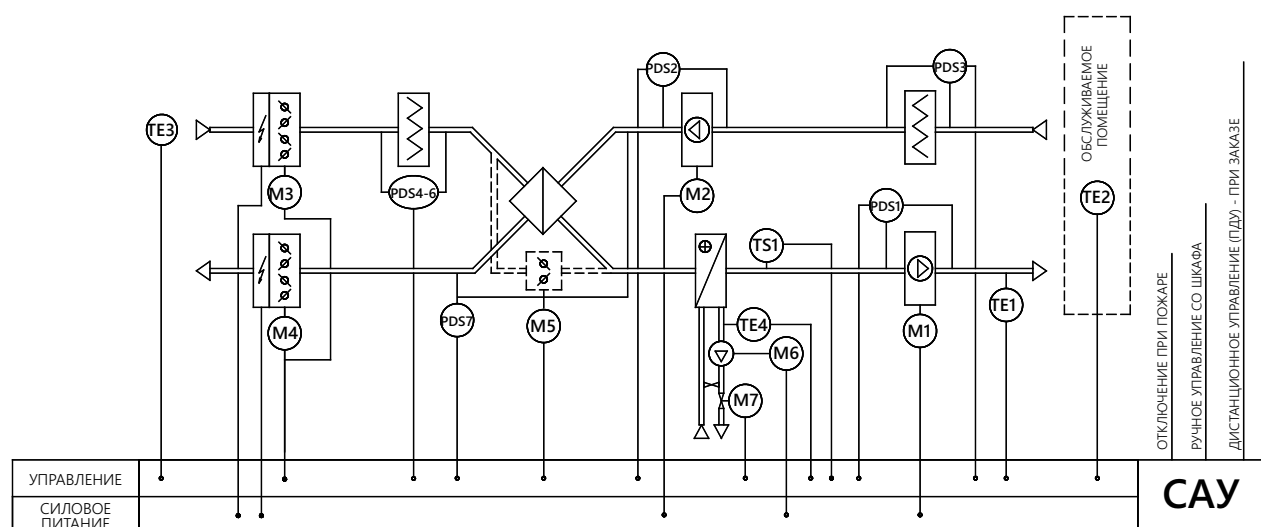 PDS2
PDS3
TE3
M3
PDS4-6
M2
ОБСЛУЖИВАЕМОЕ
ПОМЕЩЕНИЕ
TE2
PDS1
TS1
M4
PDS7
M5
TE4
M6
M7
M1
TE1
ОТКЛЮЧЕНИЕ ПРИ ПОЖАРЕ
РУЧНОЕ УПРАВЛЕНИЕ СО ШКАФА
ДИСТАНЦИОННОЕ УПРАВЛЕНИЕ (ПДУ) - ПРИ ЗАКАЗЕ
УПРАВЛЕНИЕ
СИЛОВОЕ
ПИТАНИЕ
САУ